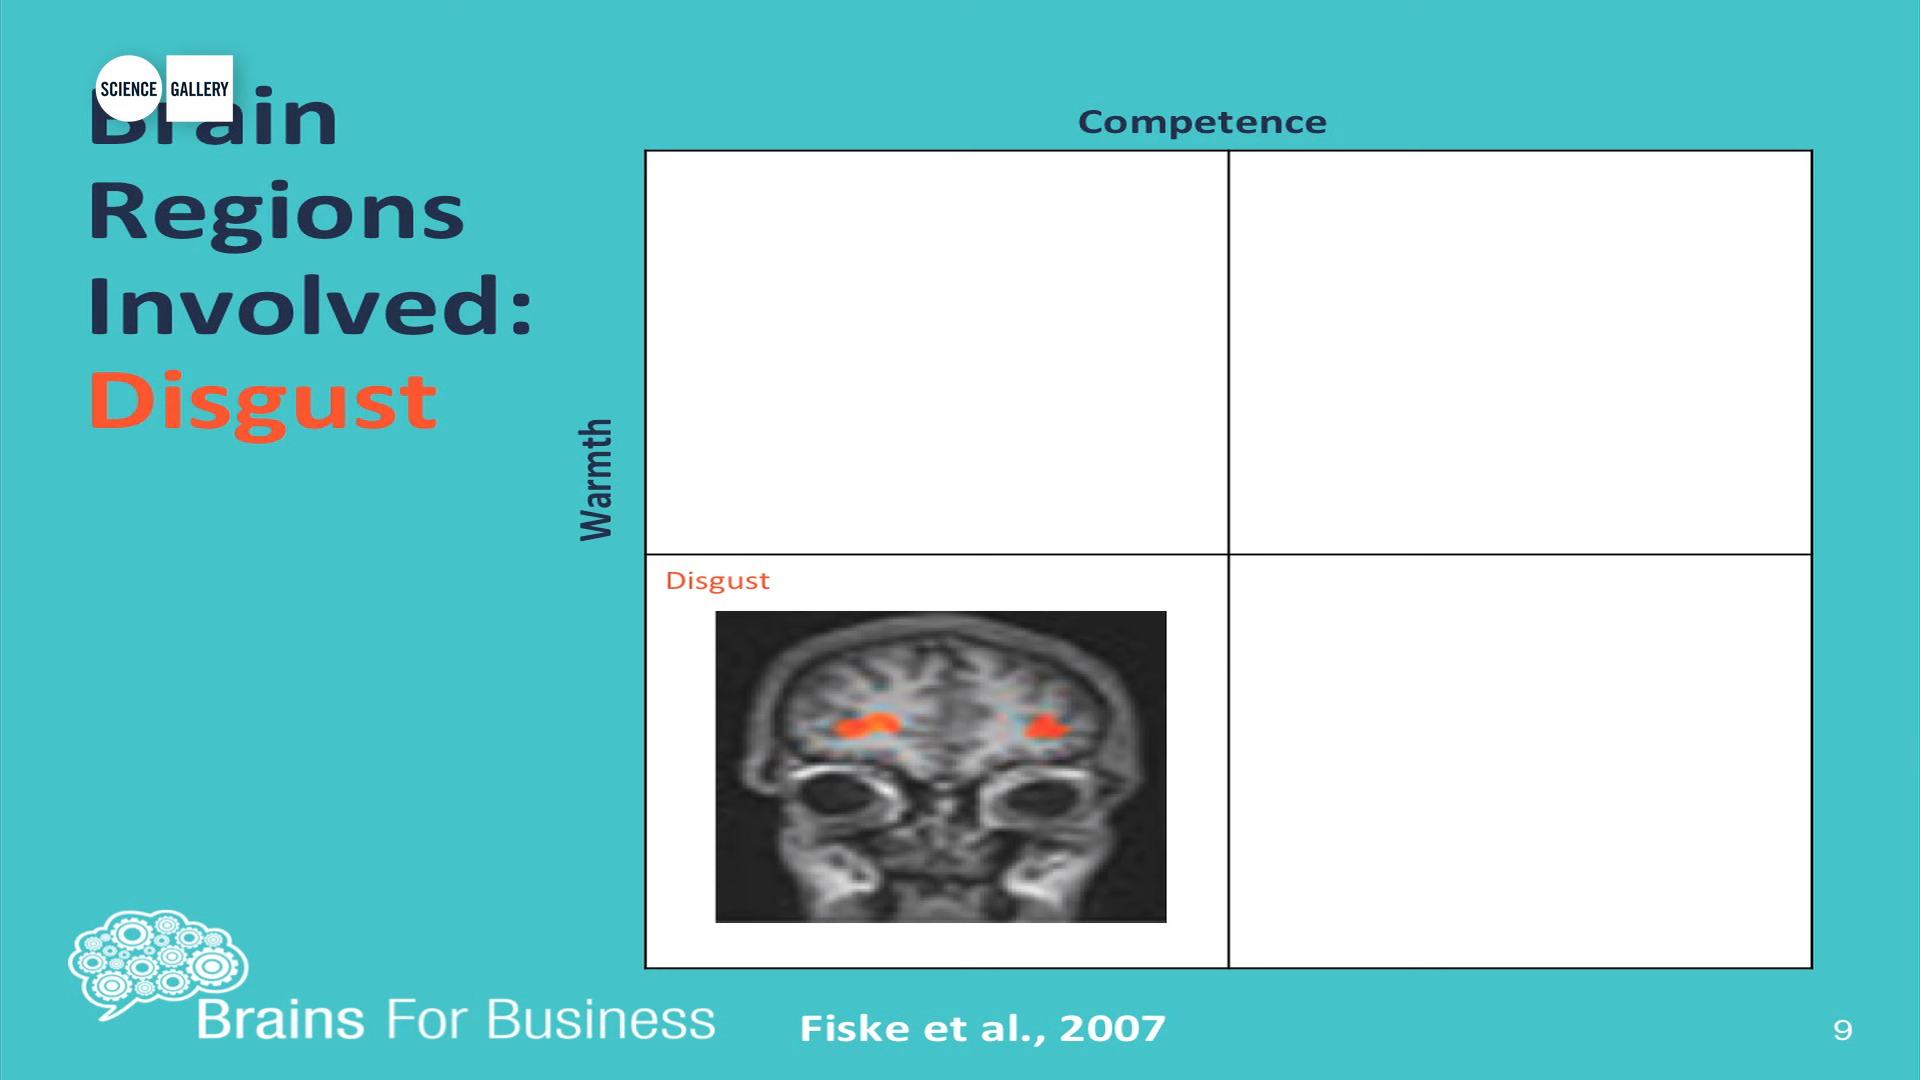 SCIENCE GALLERY
Brain
Regions
Involved:
Disgust
Competence
Warmth
Disgust
Brains For Business
Fiske et al., 2007
9